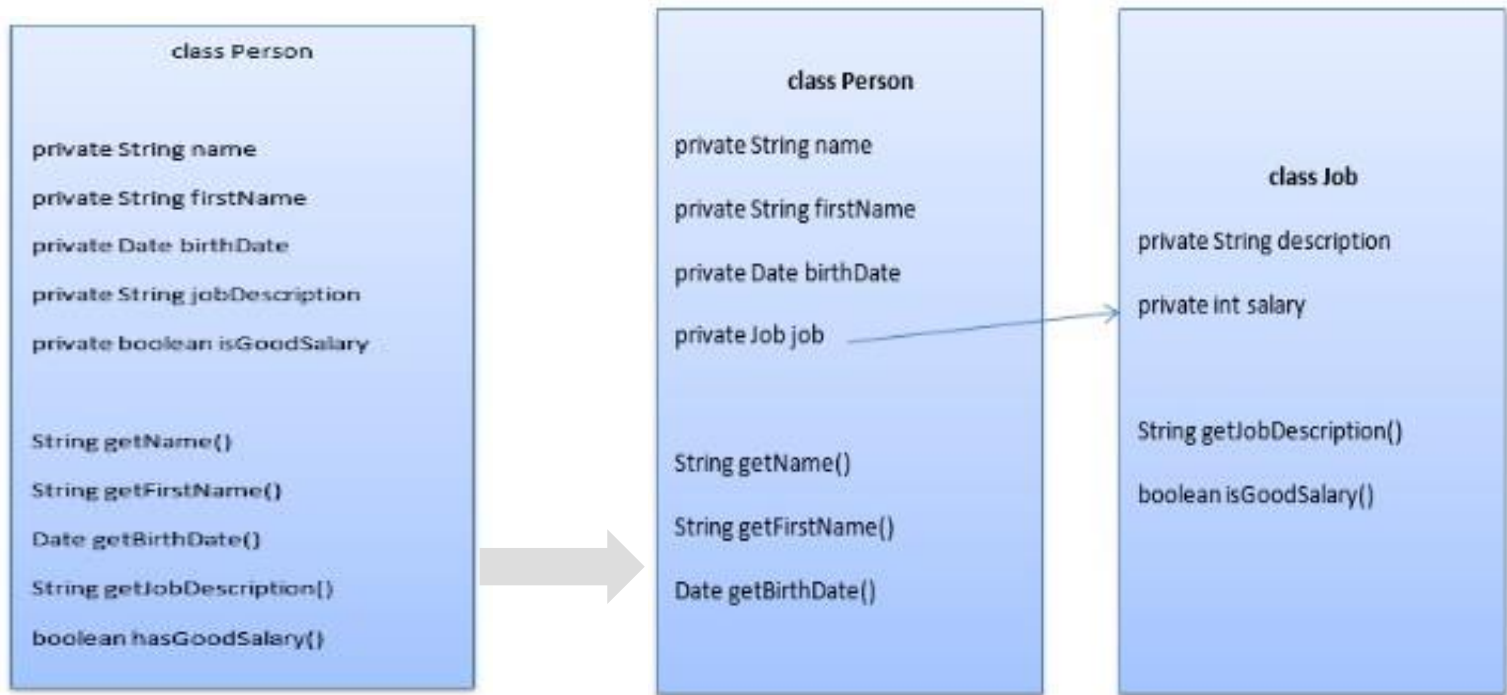 class Person
private String name
private String firstName
private Date birthDate
private String jobDescription
private boolean isGoodSalary
String getName()
String getFirstName()
Date getBirthDate()
String getJobDescription()
boolean hasGoodSalary()
class Person
private String name
private String firstName
private Date birthDate
private Job job
String getName()
String getFirstName()
Date getBirthDate()
class Job
private String description
private int salary
String getJobDescription()
boolean isGoodSalary()